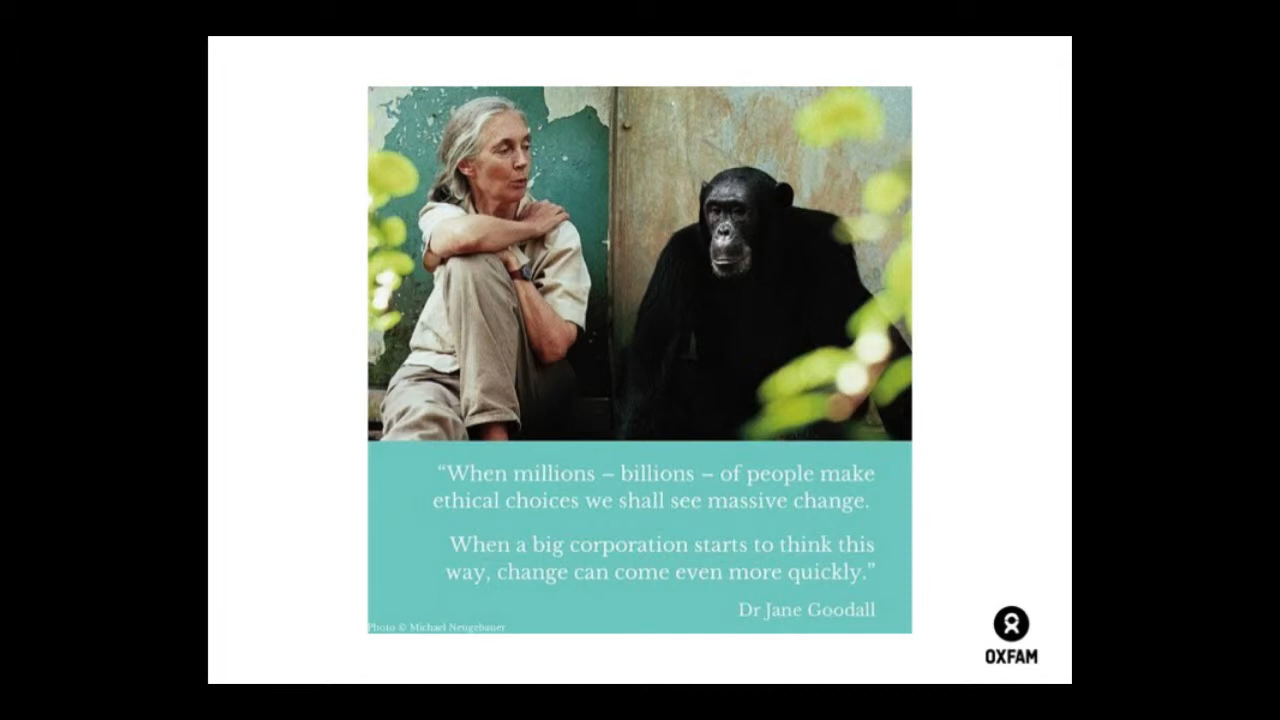 “When millions – billions – of people make
ethical choices we shall see massive change.
When a big corporation starts to think this
way, change can come even more quickly.”
Dr Jane Goodall
Photo © Michael Neugebauer
OXFAM